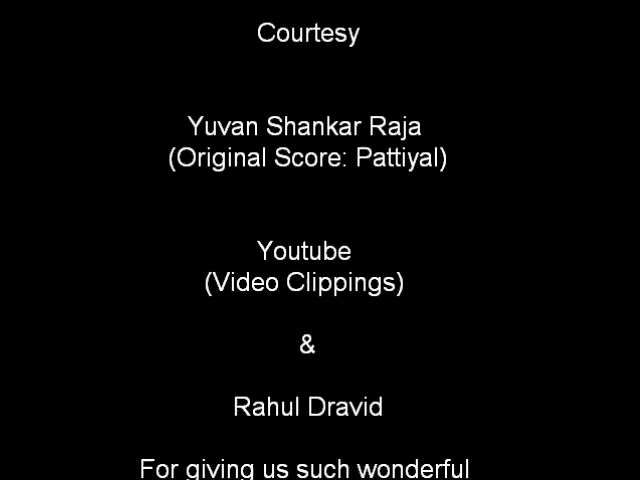 Courtesy
Yuvan Shankar Raja
(Original Score: Pattiyal)
Youtube
(Video Clippings)
&
Rahul Dravid
For giving us such wonderful